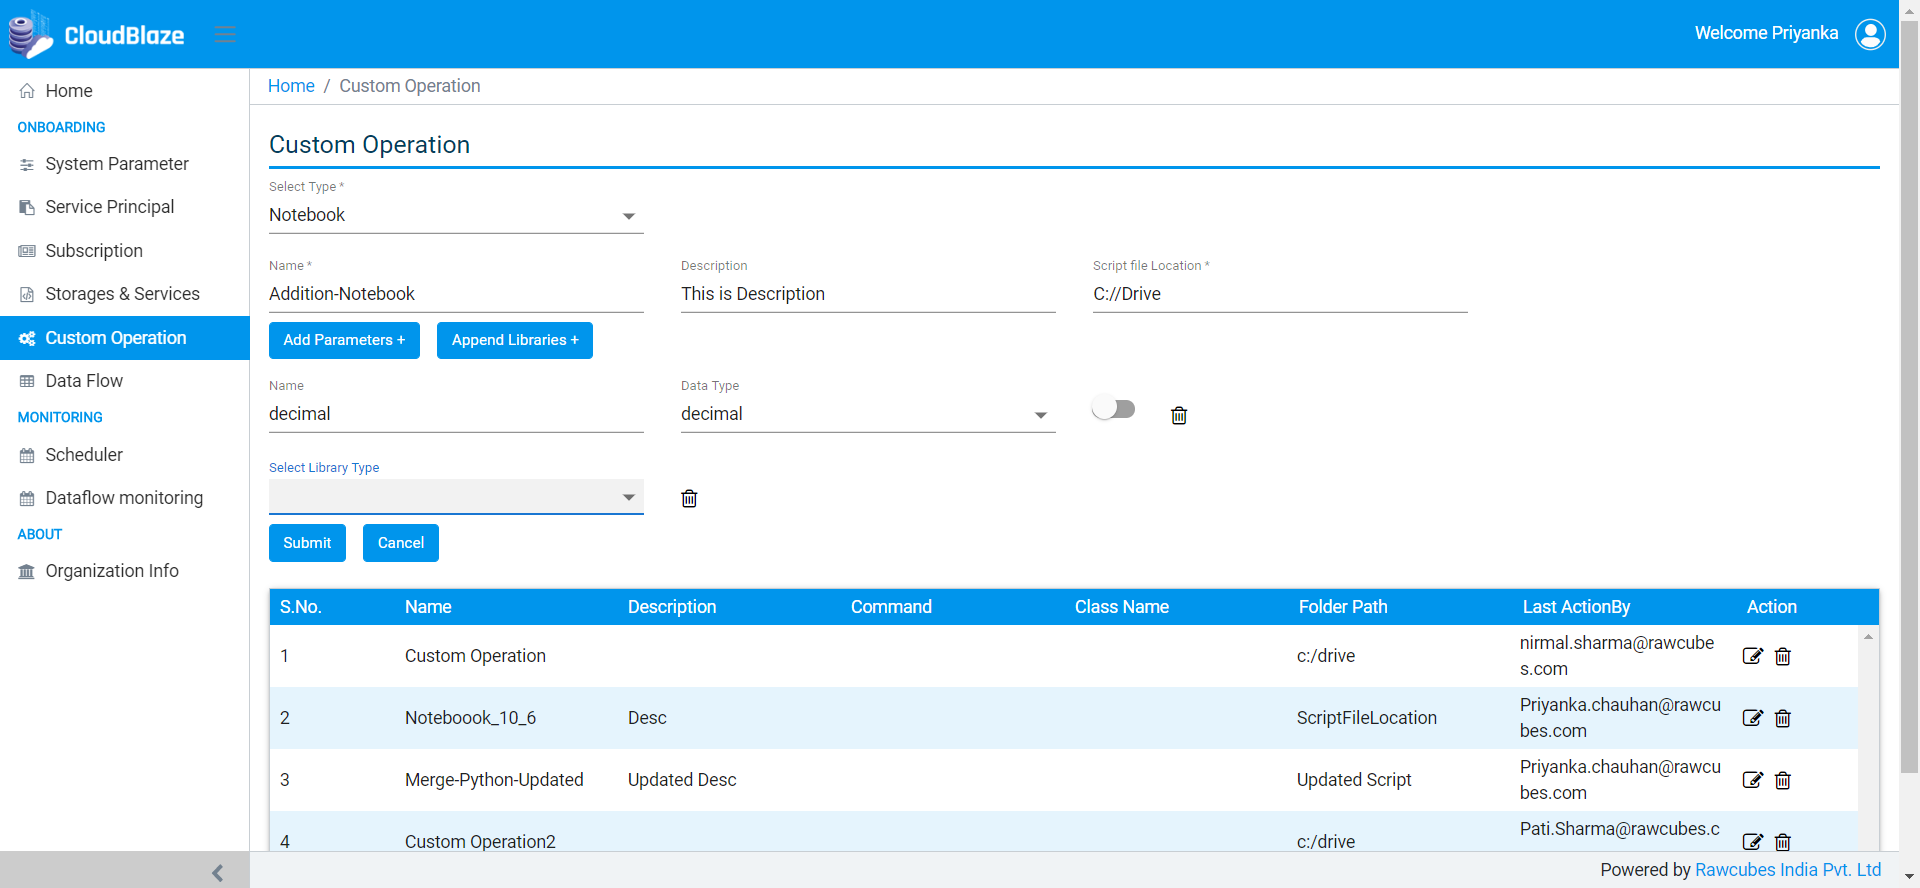 CloudBlaze
Welcome Priyanka
Home
ONBOARDING
System Parameter
Service Principal
Subscription
Storages & Services
Custom Operation
Data Flow
MONITORING
Scheduler
Dataflow monitoring
ABOUT
Organization Info
Home / Custom Operation
Custom Operation
Select Type *
Notebook
Name * Description Script file Location *
Addition-Notebook This is Description C://Drive
Add Parameters + Append Libraries +
Name Data Type
decimal decimal
Select Library Type
Submit Cancel
S.No. Name Description Command Class Name Folder Path Last ActionBy Action
1 Custom Operation c:/drive nirmal.sharma@rawcube
s.com
2 Noteboook_10_6 Desc ScriptFileLocation Priyanka.chauhan@rawcu
bes.com
3 Merge-Python-Updated Updated Desc Updated Script Priyanka.chauhan@rawcu
bes.com
4 Custom Operation2 c:/drive Pati.Sharma@rawcubes.c
Powered by Rawcubes India Pvt. Ltd